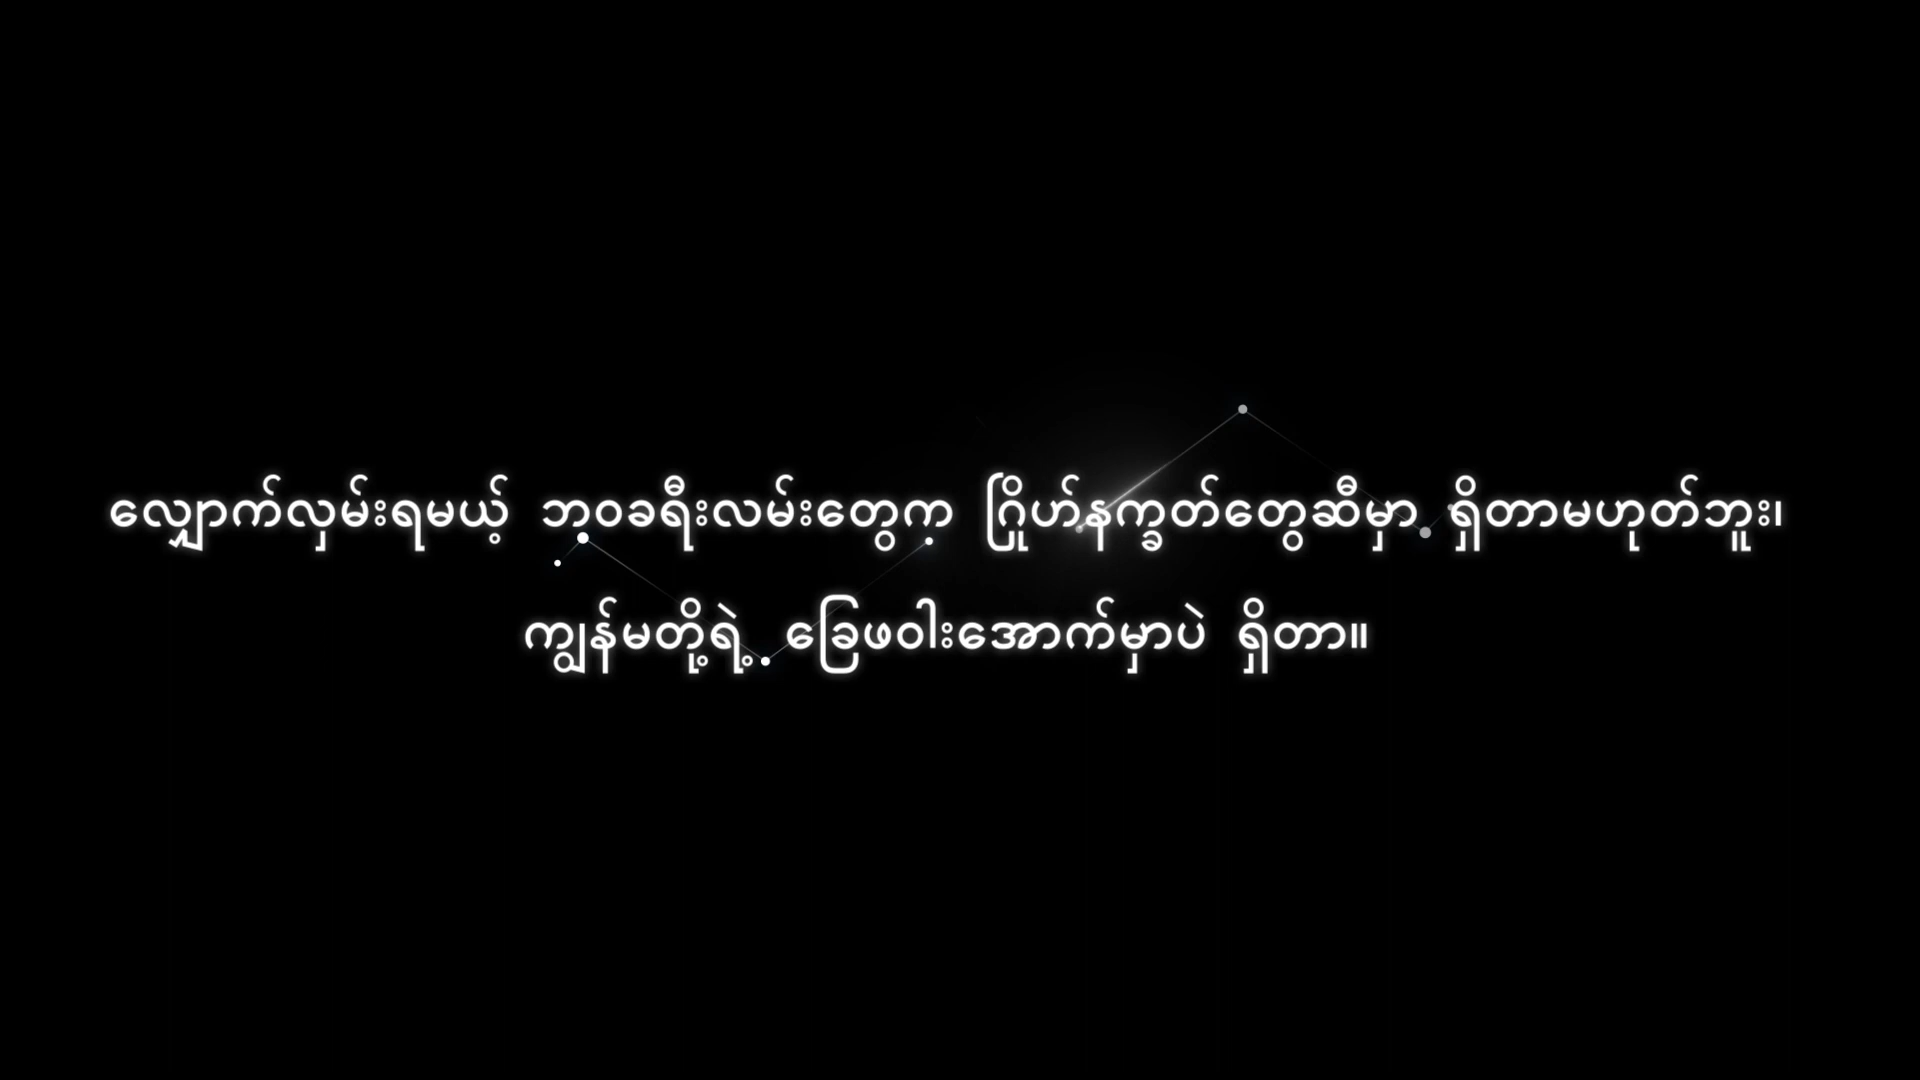 လျှောက်လှမ်းရမယ့် ဘဝခရီးလမ်းတွေက ဂြိုဟ်နက္ခတ်တွေဆီမှာ ရှိတာမဟုတ်ဘူး၊
ကျွန်မတို့ရဲ့ ခြေဖဝါးအောက်မှာပဲ ရှိတာ။